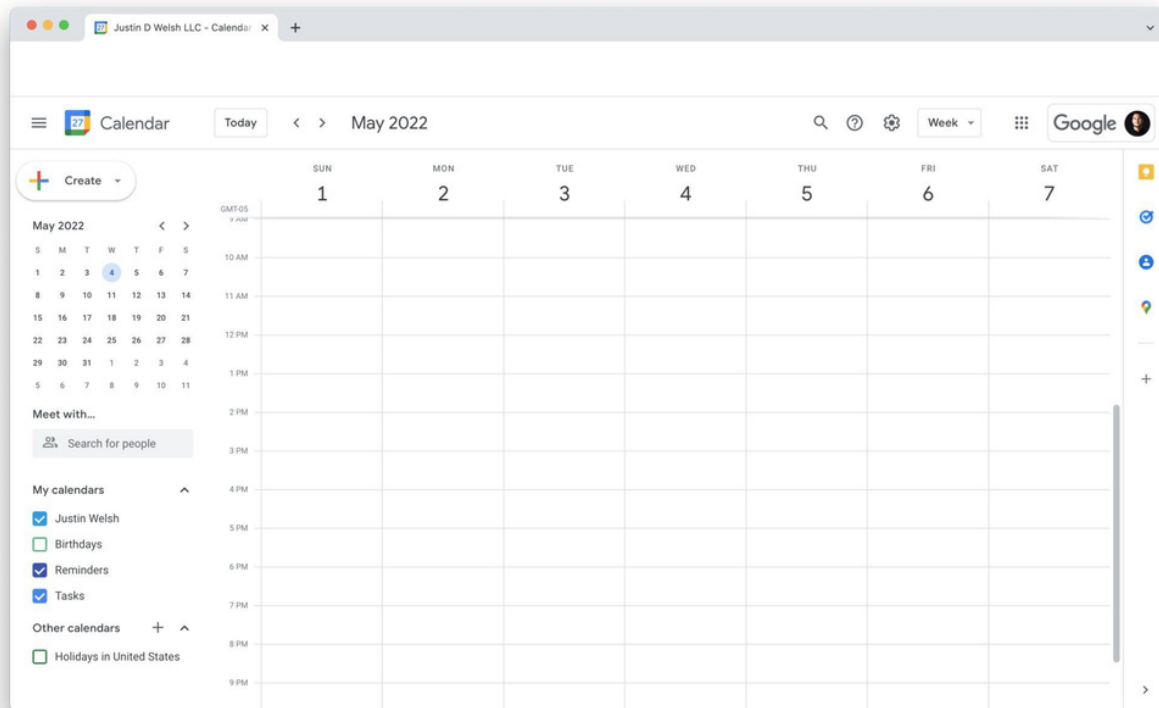 Justin D Welsh LLC - Calendar
27 Calendar Today May 2022 Week Google
Create
May 2022
S M T W T F S
1 2 3 4 5 6 7
8 9 10 11 12 13 14
15 16 17 18 19 20 21
22 23 24 25 26 27 28
29 30 31 1 2 3 4
5 6 7 8 9 10 11
Meet with...
Search for people
My calendars
Justin Welsh
Birthdays
Reminders
Tasks
Other calendars
Holidays in United States
SUN MON TUE WED THU FRI SAT
1 2 3 4 5 6 7
GMT-05
9 AM
10 AM
11 AM
12 PM
1 PM
2 PM
3 PM
4 PM
5 PM
6 PM
7 PM
8 PM
9 PM